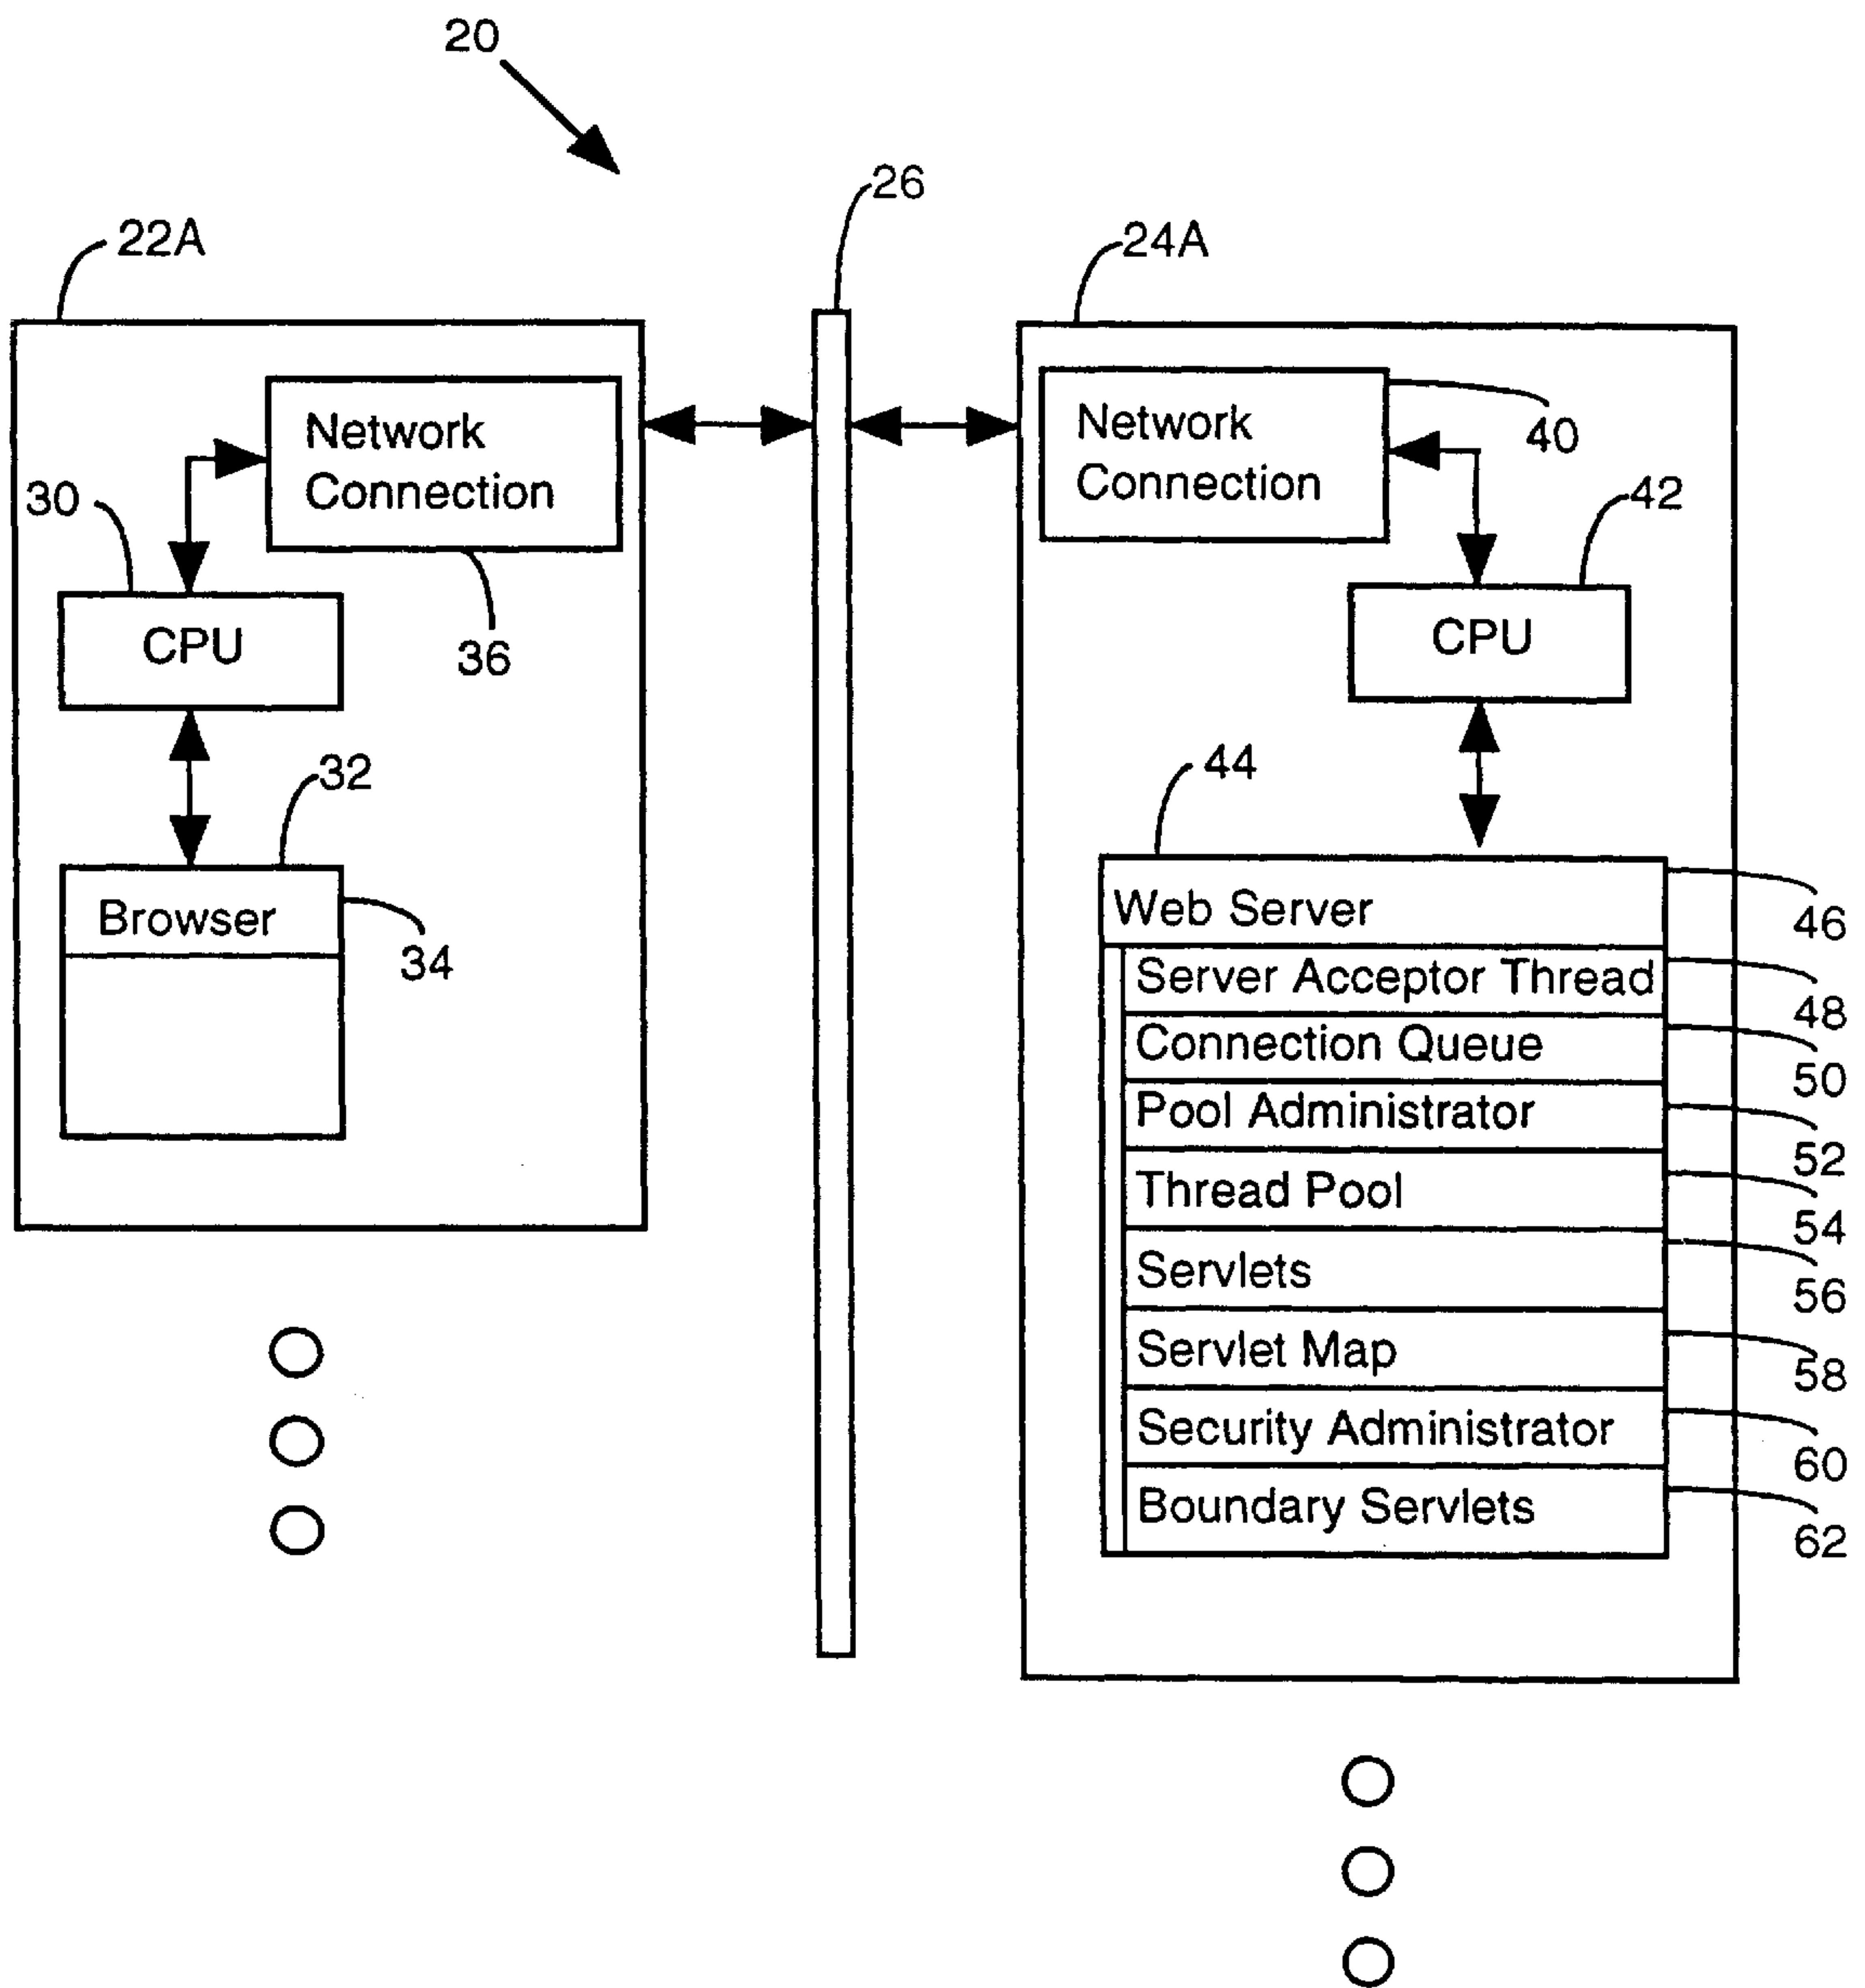 20
26
22A
24A
Network
Connection
36
30
CPU
32
Browser
34
Network
Connection
40
42
CPU
44
Web Server
46
Server Acceptor Thread
48
Connection Queue
50
Pool Administrator
52
Thread Pool
54
Servlets
56
Servlet Map
58
Security Administrator
60
Boundary Servlets
62